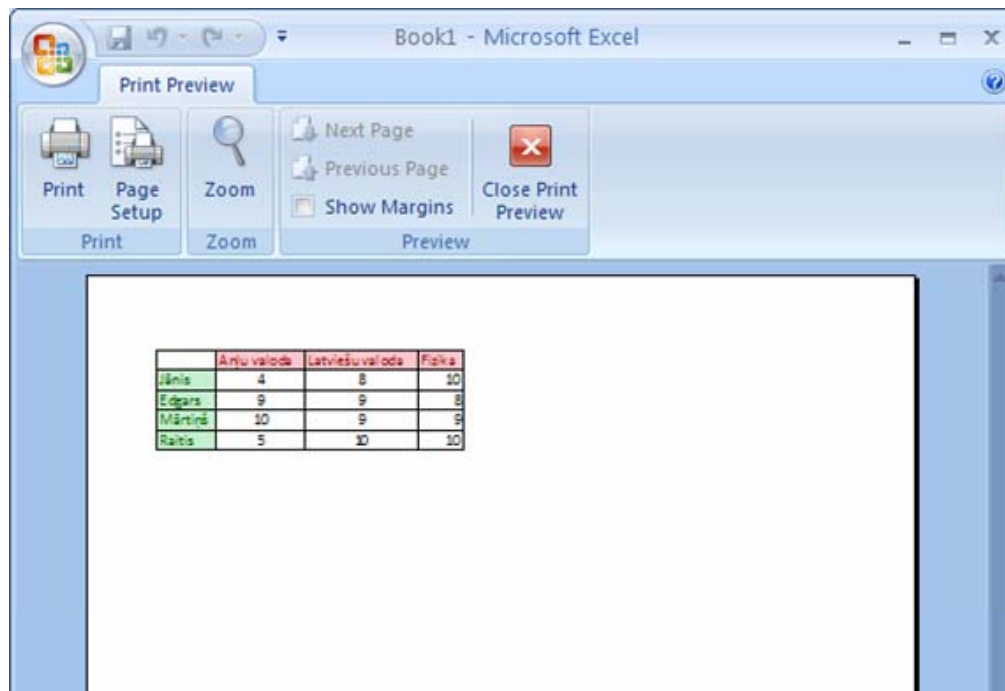 Book1 - Microsoft Excel
Print Preview
Print
Page Setup
Zoom
Next Page
Previous Page
Show Margins
Close Print Preview
Print
Zoom
Preview
Anļu valoda Latviešu valoda Fizika
Jānis 4 8 10
Edgars 9 9 8
Mārtiņš 10 9 9
Raitis 5 10 10